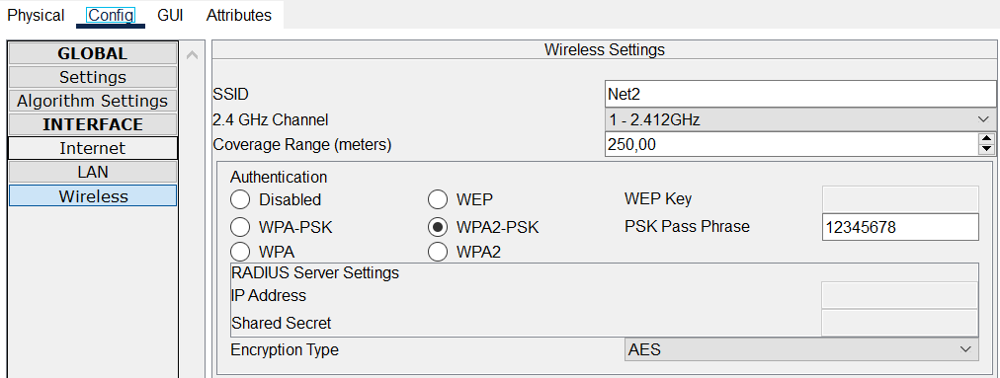 Physical Config GUI Attributes
GLOBAL
Settings
Algorithm Settings
INTERFACE
Internet
LAN
Wireless
Wireless Settings
SSID Net2
2.4 GHz Channel 1 - 2.412GHz
Coverage Range (meters) 250,00
Authentication
Disabled WEP WEP Key
WPA-PSK WPA2-PSK PSK Pass Phrase 12345678
WPA WPA2
RADIUS Server Settings
IP Address
Shared Secret
Encryption Type AES